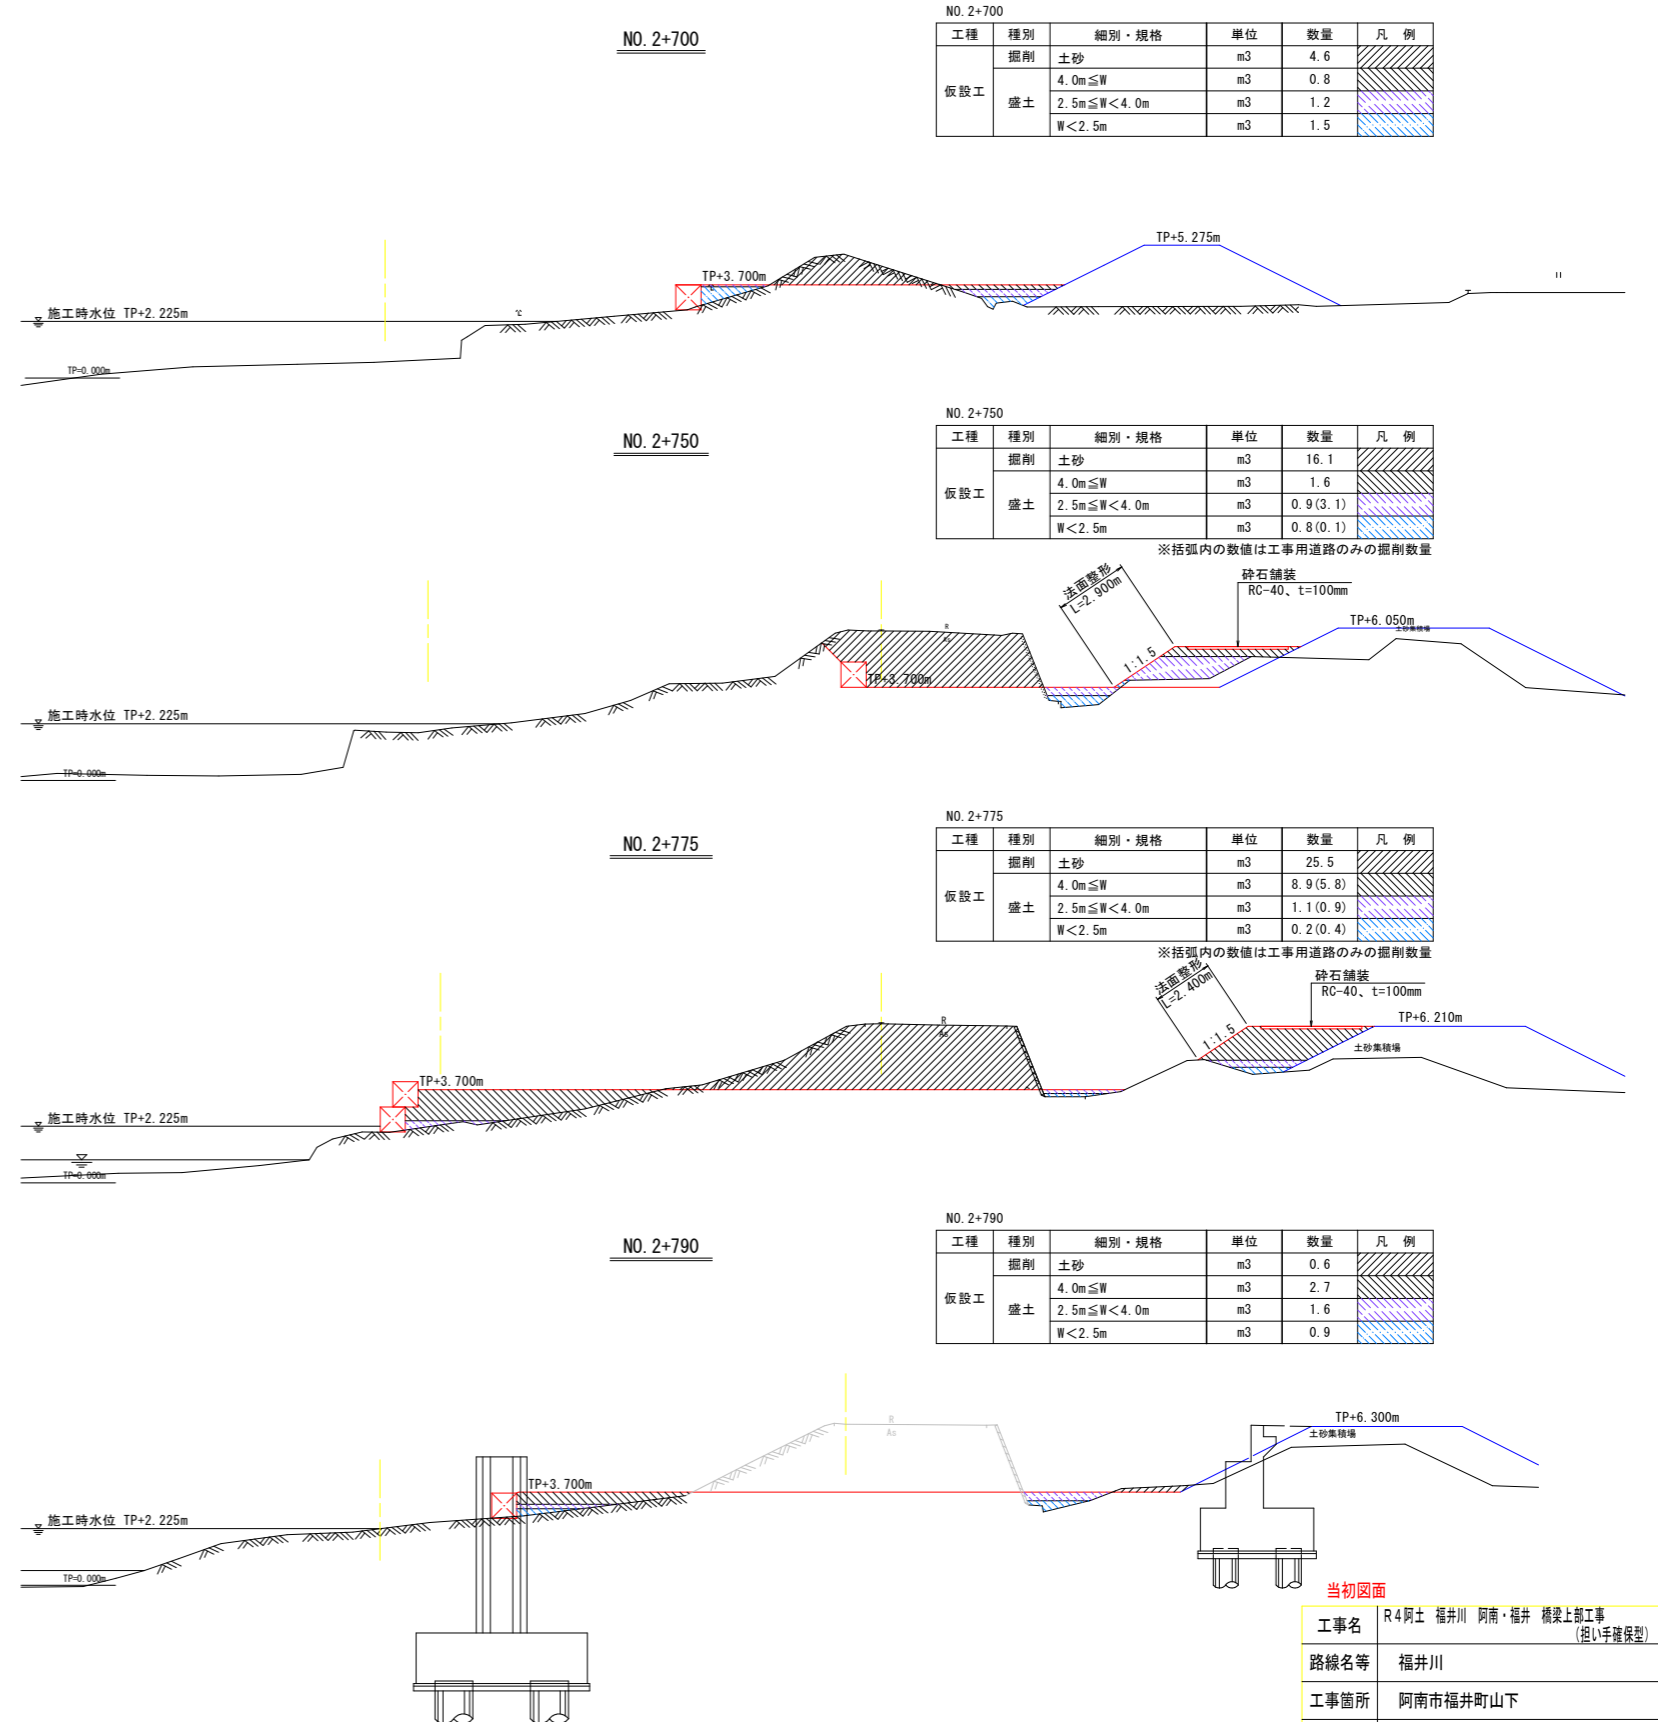 NO.2+700
NO.2+700
工種 種別 細別・規格 単位 数量 凡 例
仮設工 掘削 土砂 m3 4.6
盛土 4.0m≦W m3 0.8
2.5m≦W＜4.0m m3 1.2
W＜2.5m m3 1.5
TP+5.275m
TP+3.700m
施工時水位 TP+2.225m
TP=0.000m
NO.2+750
NO.2+750
工種 種別 細別・規格 単位 数量 凡 例
仮設工 掘削 土砂 m3 16.1
盛土 4.0m≦W m3 1.6
2.5m≦W＜4.0m m3 0.9(3.1)
W＜2.5m m3 0.8(0.1)
※括弧内の数値は工事用道路のみの掘削数量
法面整形
L=2.900m
砕石舗装
RC-40、t=100mm
TP+6.050m
土砂集積場
R
As
1:1.5
TP+3.700m
施工時水位 TP+2.225m
TP=0.000m
NO.2+775
NO.2+775
工種 種別 細別・規格 単位 数量 凡 例
仮設工 掘削 土砂 m3 25.5
盛土 4.0m≦W m3 8.9(5.8)
2.5m≦W＜4.0m m3 1.1(0.9)
W＜2.5m m3 0.2(0.4)
※括弧内の数値は工事用道路のみの掘削数量
法面整形
L=2.400m
砕石舗装
RC-40、t=100mm
TP+6.210m
R
As
1:1.5
土砂集積場
TP+3.700m
施工時水位 TP+2.225m
TP=0.000m
NO.2+790
NO.2+790
工種 種別 細別・規格 単位 数量 凡 例
仮設工 掘削 土砂 m3 0.6
盛土 4.0m≦W m3 2.7
2.5m≦W＜4.0m m3 1.6
W＜2.5m m3 0.9
TP+6.300m
土砂集積場
R
As
TP+3.700m
施工時水位 TP+2.225m
TP=0.000m
当初図面
工事名 R4阿土 福井川 阿南・福井 橋梁上部工事
(担い手確保型)
路線名等 福井川
工事箇所 阿南市福井町山下